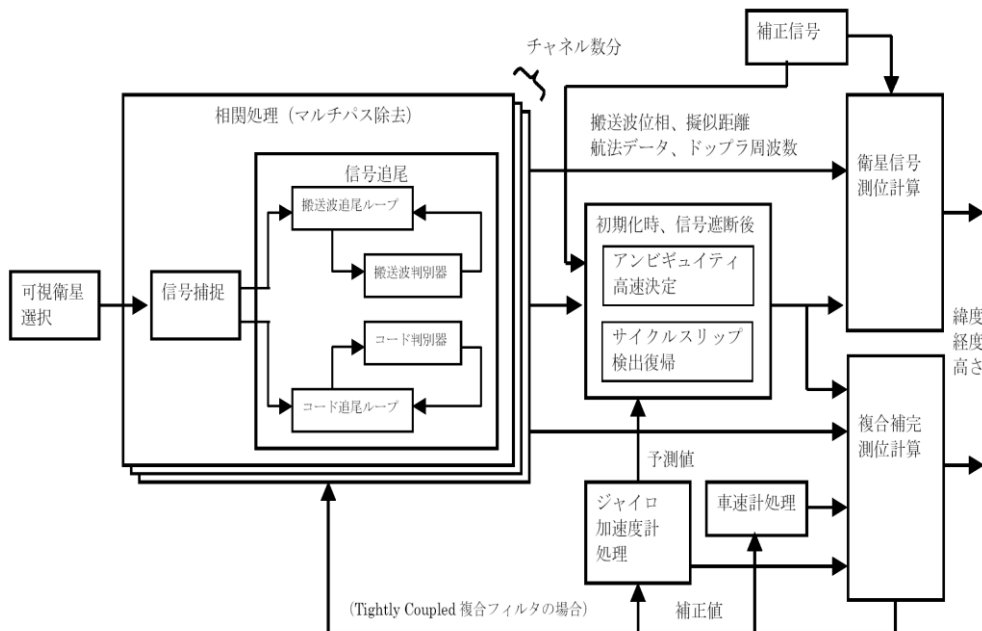 チャネル数分
補正信号
相関処理（マルチパス除去）
搬送波位相、擬似距離
航法データ、ドップラ周波数
衛星信号
測位計算
信号追尾
搬送波追尾ループ
搬送波判別器
初期化時、信号遮断後
アンビギュイティ
高速決定
可視衛星
選択
信号捕捉
コード判別器
サイクルスリップ
検出復帰
コード追尾ループ
緯度
経度
高さ
複合補完
測位計算
予測値
ジャイロ
加速度計
処理
車速計処理
(Tightly Coupled 複合フィルタの場合)
補正値